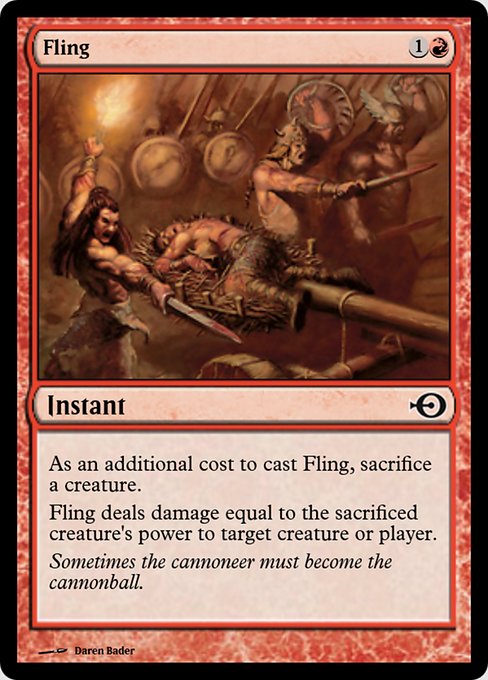 Fling 1
Instant
As an additional cost to cast Fling, sacrifice
a creature.
Fling deals damage equal to the sacrificed
creature's power to target creature or player.
Sometimes the cannoneer must become the
cannonball.
Daren Bader